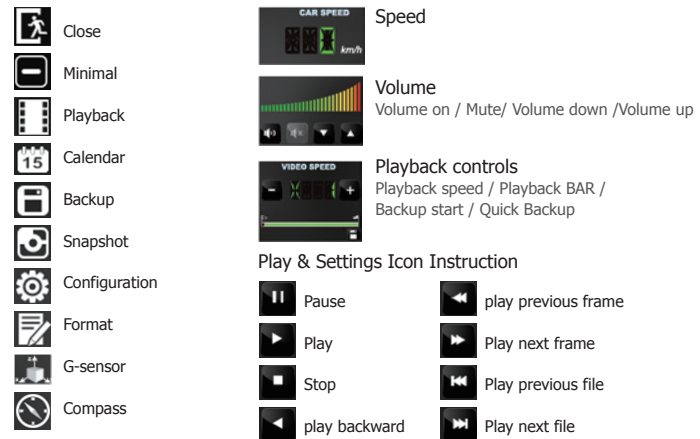 Close
Minimal
Playback
15
Calendar
Backup
Snapshot
Configuration
Format
G-sensor
Compass
CAR SPEED
km/h
Speed
Volume
Volume on / Mute/ Volume down /Volume up
VIDEO SPEED
X 1
Playback controls
Playback speed / Playback BAR /
Backup start / Quick Backup
Play & Settings Icon Instruction
Pause
play previous frame
Play
Play next frame
Stop
Play previous file
play backward
Play next file